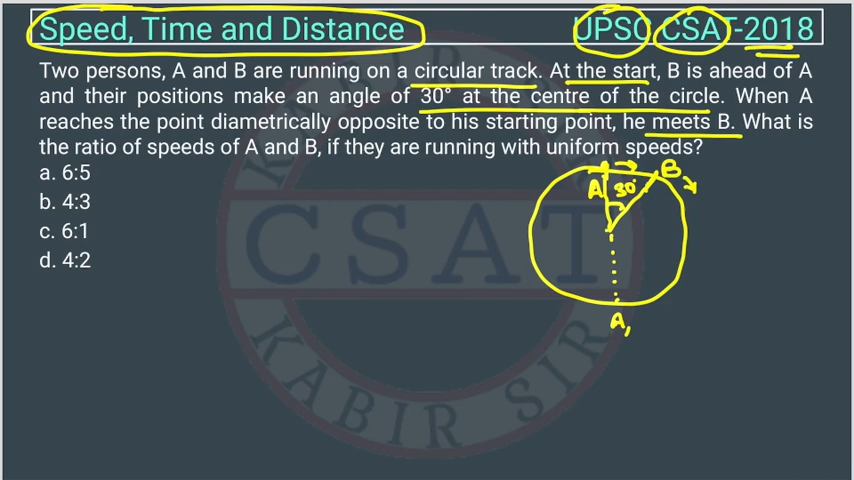 Speed, Time and Distance
UPSC CSAT-2018
Two persons, A and B are running on a circular track. At the start, B is ahead of A
and their positions make an angle of 30° at the centre of the circle. When A
reaches the point diametrically opposite to his starting point, he meets B. What is
the ratio of speeds of A and B, if they are running with uniform speeds?
a. 6:5
b. 4:3
c. 6:1
d. 4:2
A 30° B
A₁
KABIR SIR
CSAT
KABIR SIR